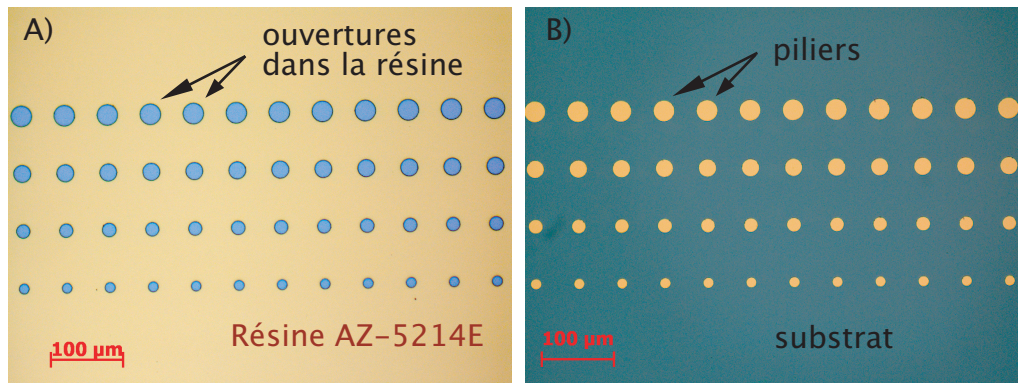 A)
ouvertures
dans la résine
Résine AZ-5214E
100 µm
B)
piliers
substrat
100 µm